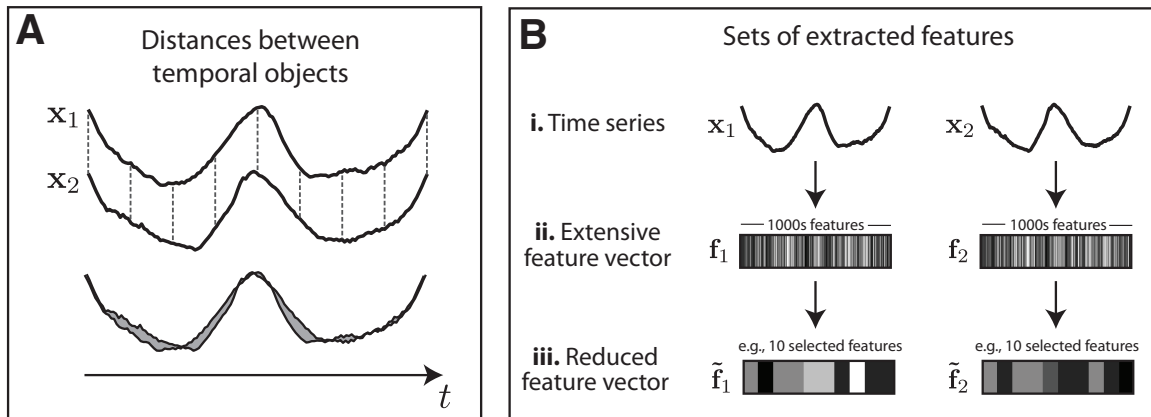 A
Distances between
temporal objects
x₁
x₂
t
B
Sets of extracted features
i. Time series
x₁
x₂
ii. Extensive
feature vector
1000s features
f₁
1000s features
f₂
iii. Reduced
feature vector
e.g., 10 selected features
f̃₁
e.g., 10 selected features
f̃₂